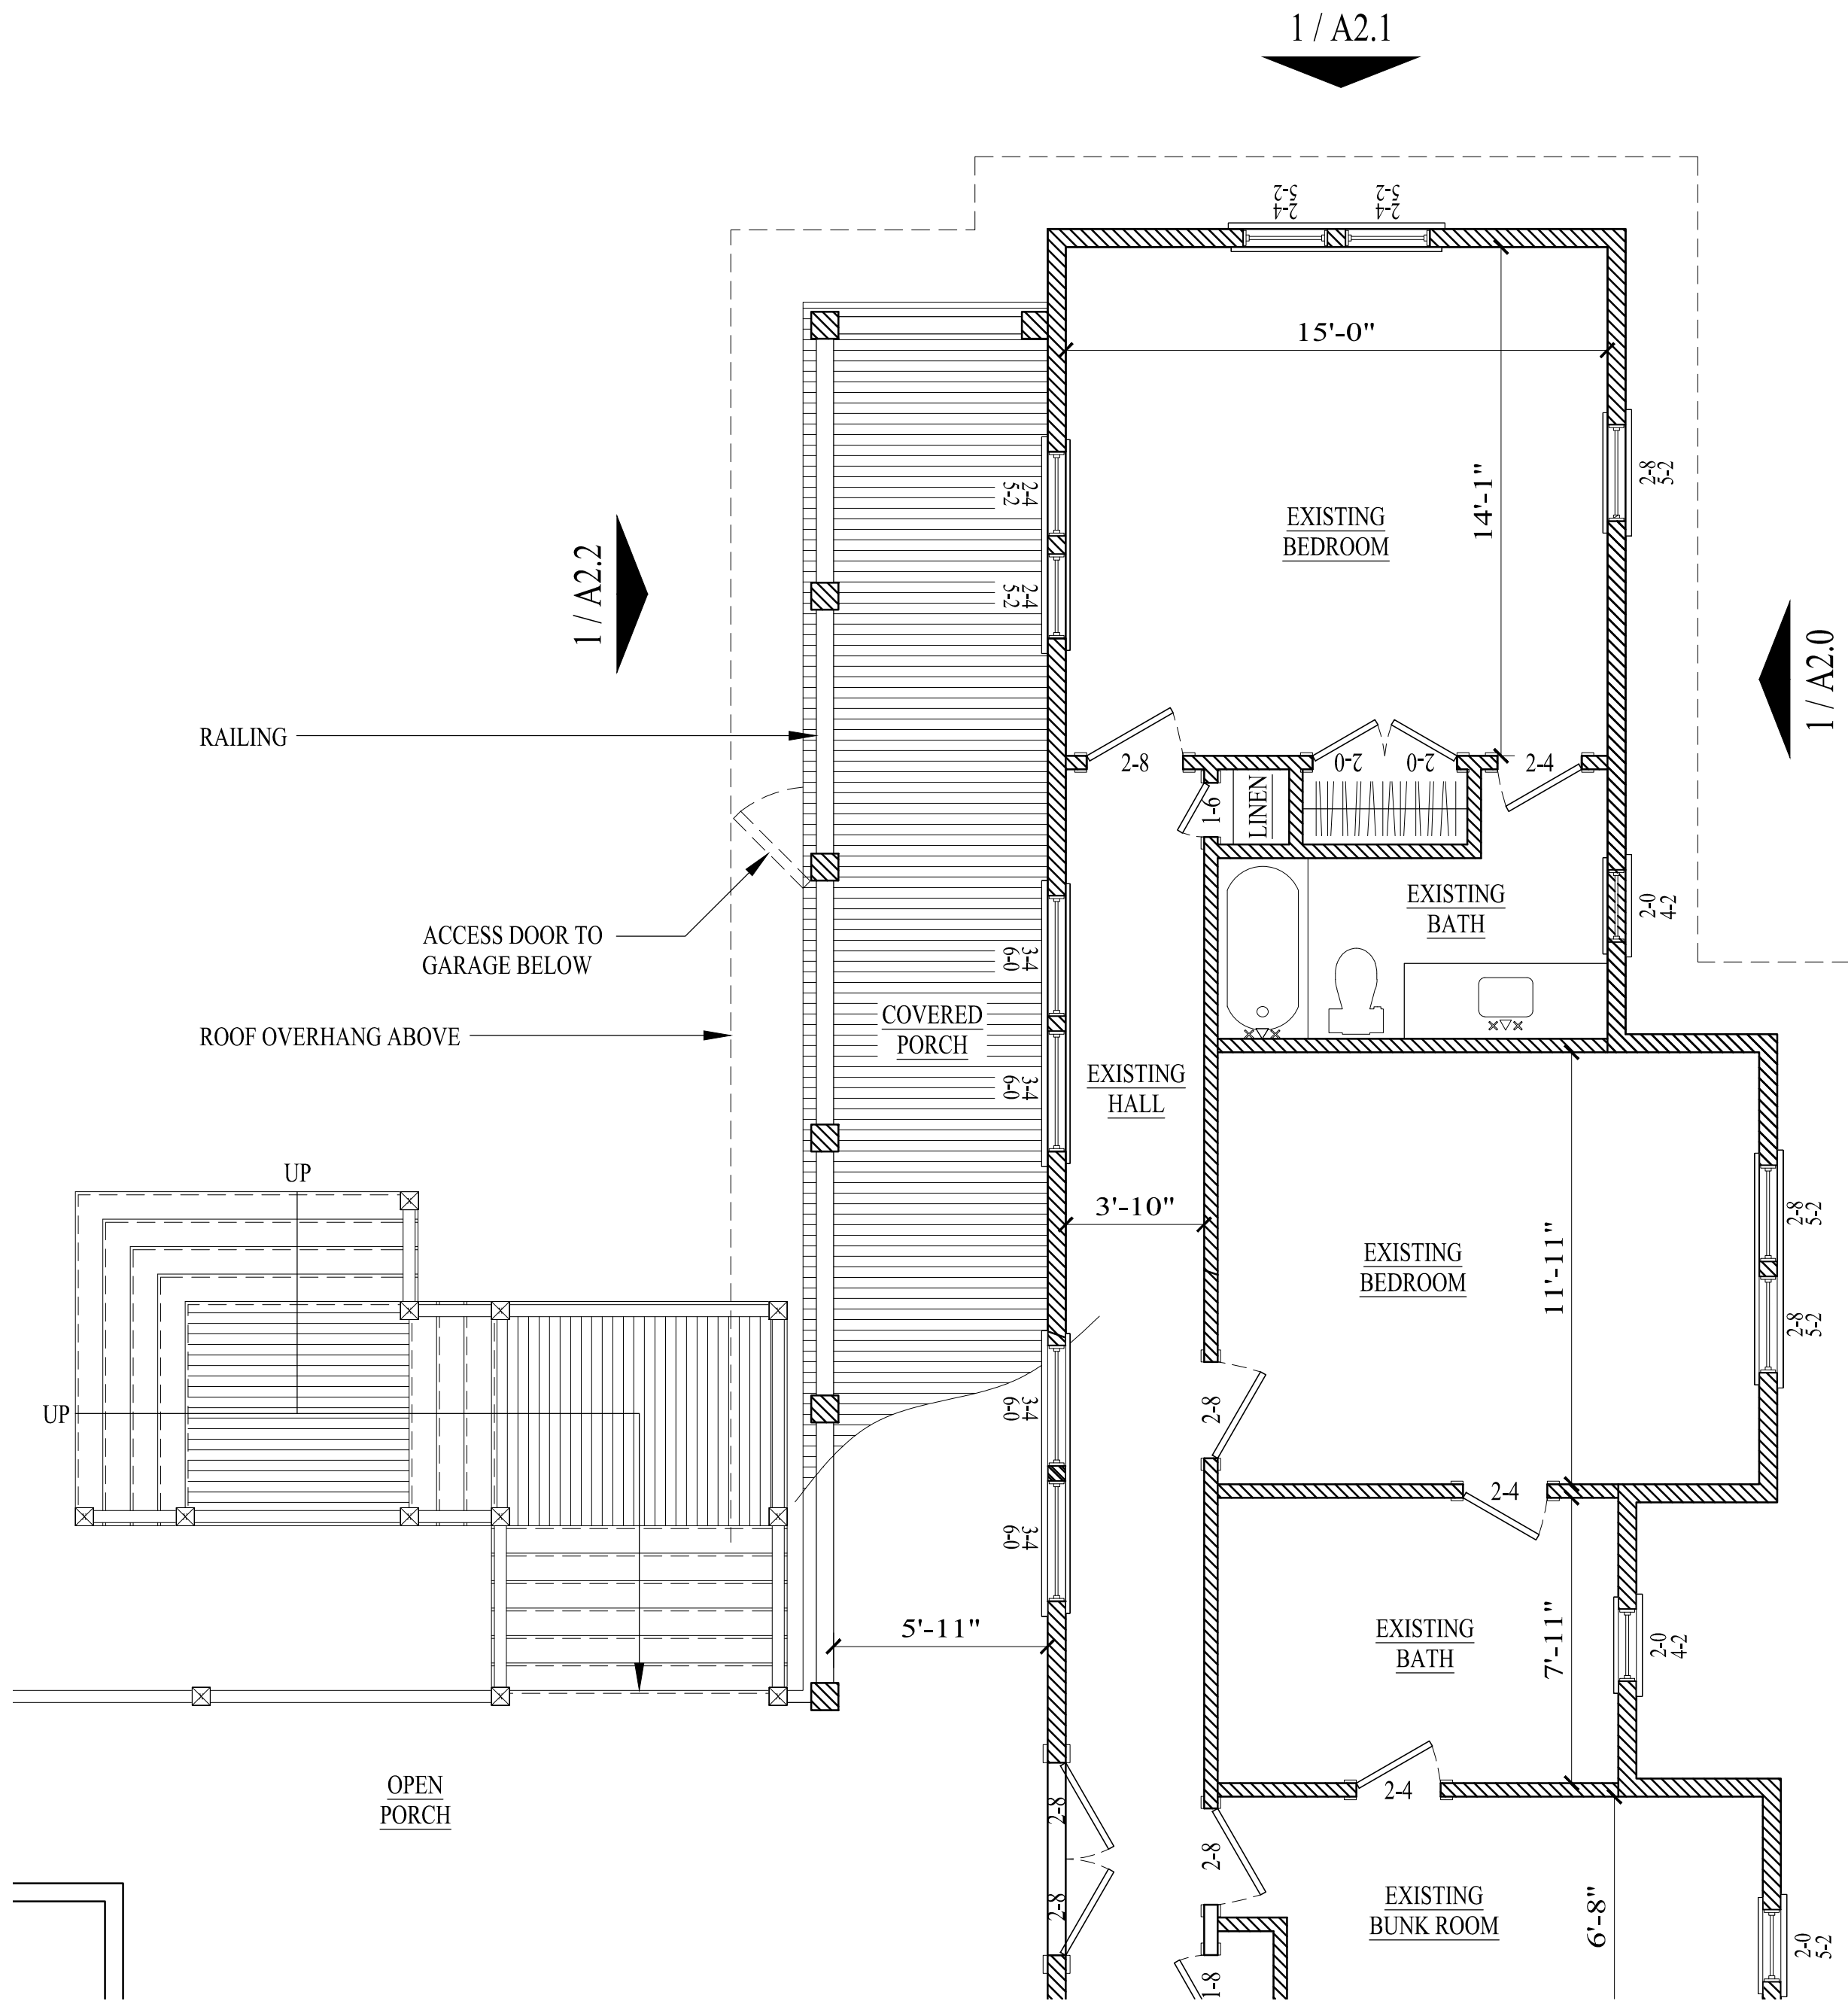 1 / A2.1
5-2
2-4
5-2
2-4
15'-0"
14'-1"
2-8
5-2
2-4
5-2
2-4
5-2
EXISTING
BEDROOM
1 / A2.2
1 / A2.0
RAILING
2-8
2-0
2-0
2-4
1-6
LINEN
ACCESS DOOR TO
GARAGE BELOW
EXISTING
BATH
2-0
4-2
3-4
6-0
COVERED
PORCH
ROOF OVERHANG ABOVE
3-4
6-0
EXISTING
HALL
UP
3'-10"
EXISTING
BEDROOM
11'-11"
2-8
5-2
2-8
5-2
UP
3-4
6-0
2-8
2-4
3-4
6-0
5'-11"
EXISTING
BATH
7'-11"
2-0
4-2
OPEN
PORCH
2-8
2-8
2-4
2-8
EXISTING
BUNK ROOM
6'-8"
2-0
5-2
1-8